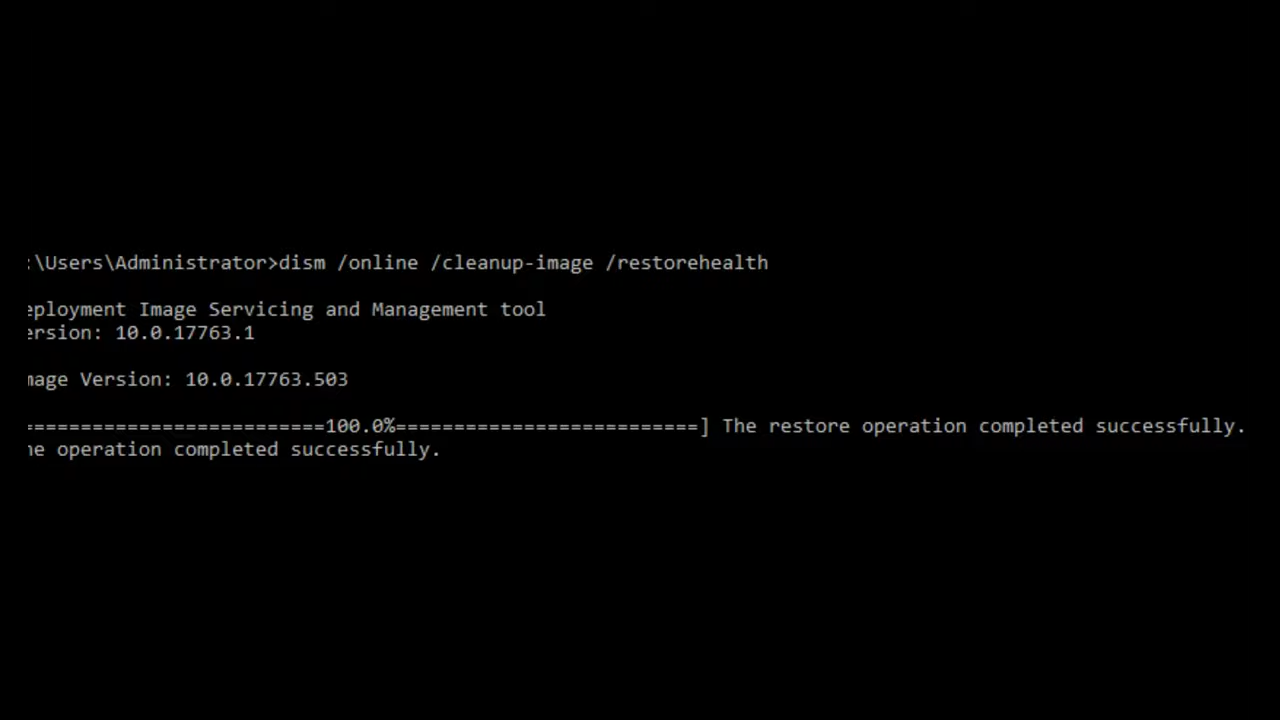 :\Users\Administrator>dism /online /cleanup-image /restorehealth
eployment Image Servicing and Management tool
ersion: 10.0.17763.1
mage Version: 10.0.17763.503
==========================100.0%==========================] The restore operation completed successfully.
he operation completed successfully.